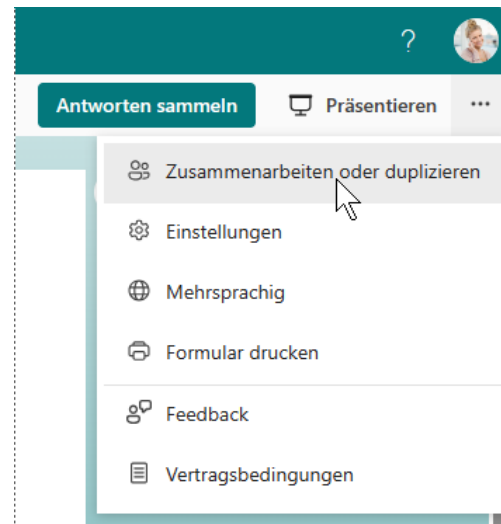 ?
Antworten sammeln Präsentieren ...
Zusammenarbeiten oder duplizieren
Einstellungen
Mehrsprachig
Formular drucken
Feedback
Vertragsbedingungen